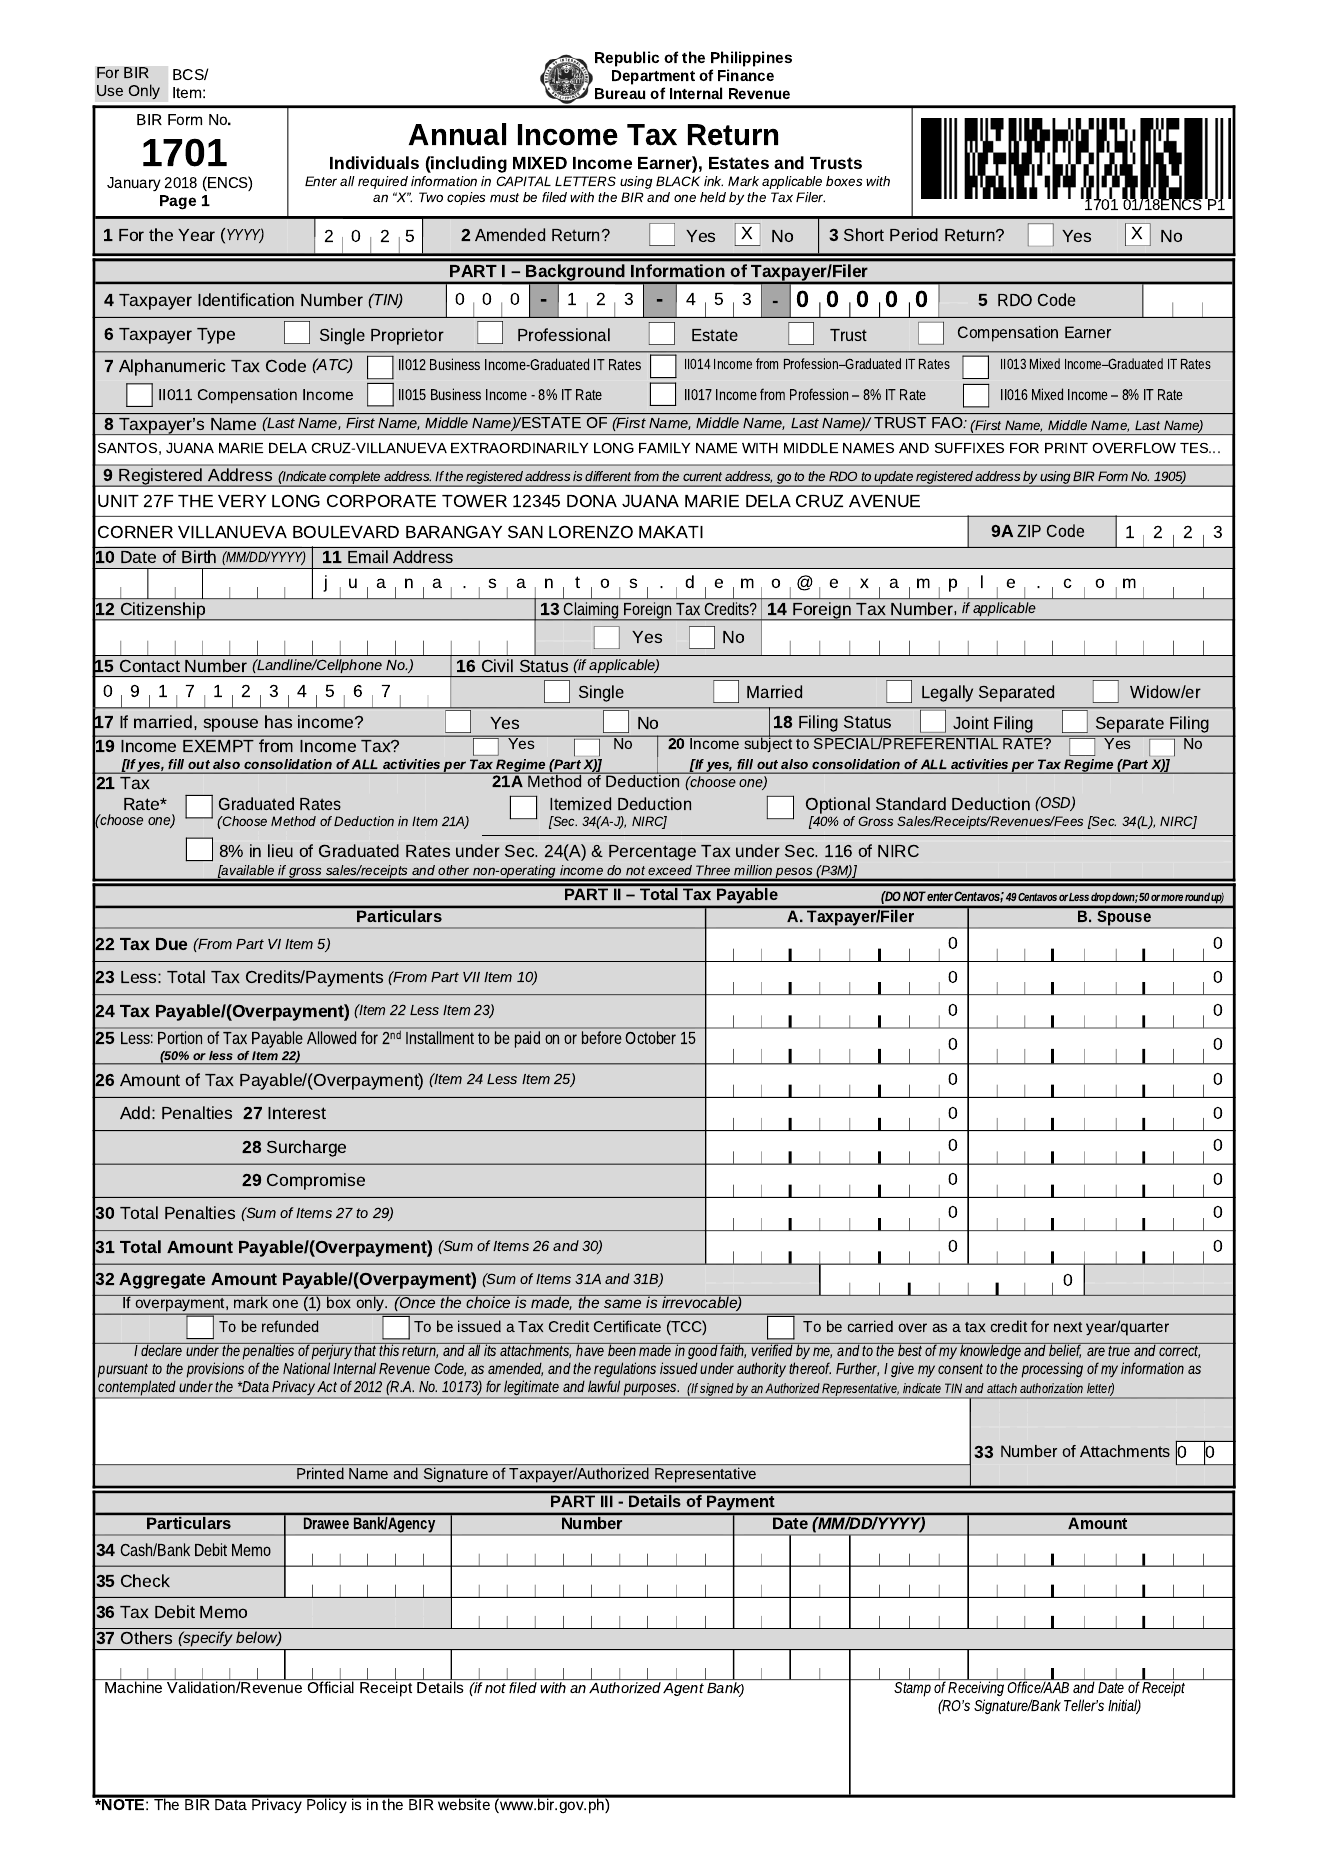 For BIR BCS/
Use Only Item:
Republic of the Philippines
Department of Finance
Bureau of Internal Revenue
BIR Form No.
1701
January 2018 (ENCS)
Page 1
Annual Income Tax Return
Individuals (including MIXED Income Earner), Estates and Trusts
Enter all required information in CAPITAL LETTERS using BLACK ink. Mark applicable boxes with
an “X”. Two copies must be filed with the BIR and one held by the Tax Filer.
1701 01/18ENCS P1
1 For the Year (YYYY) 2 0 2 5 2 Amended Return? Yes X No 3 Short Period Return? Yes X No
PART I – Background Information of Taxpayer/Filer
4 Taxpayer Identification Number (TIN) 0 0 0 - 1 2 3 - 4 5 3 - 0 0 0 0 0 5 RDO Code
6 Taxpayer Type Single Proprietor Professional Estate Trust Compensation Earner
7 Alphanumeric Tax Code (ATC) II012 Business Income-Graduated IT Rates II014 Income from Profession–Graduated IT Rates II013 Mixed Income–Graduated IT Rates
II011 Compensation Income II015 Business Income - 8% IT Rate II017 Income from Profession – 8% IT Rate II016 Mixed Income – 8% IT Rate
8 Taxpayer’s Name (Last Name, First Name, Middle Name)/ESTATE OF (First Name, Middle Name, Last Name)/ TRUST FAO: (First Name, Middle Name, Last Name)
SANTOS, JUANA MARIE DELA CRUZ-VILLANUEVA EXTRAORDINARILY LONG FAMILY NAME WITH MIDDLE NAMES AND SUFFIXES FOR PRINT OVERFLOW TES...
9 Registered Address (Indicate complete address. If the registered address is different from the current address, go to the RDO to update registered address by using BIR Form No. 1905)
UNIT 27F THE VERY LONG CORPORATE TOWER 12345 DONA JUANA MARIE DELA CRUZ AVENUE
CORNER VILLANUEVA BOULEVARD BARANGAY SAN LORENZO MAKATI 9A ZIP Code 1 2 2 3
10 Date of Birth (MM/DD/YYYY) 11 Email Address
j u a n a . s a n t o s . d e m o @ e x a m p l e . c o m
12 Citizenship 13 Claiming Foreign Tax Credits? 14 Foreign Tax Number, if applicable
Yes No
15 Contact Number (Landline/Cellphone No.) 16 Civil Status (if applicable)
0 9 1 7 1 2 3 4 5 6 7 Single Married Legally Separated Widow/er
17 If married, spouse has income? Yes No 18 Filing Status Joint Filing Separate Filing
19 Income EXEMPT from Income Tax? Yes No 20 Income subject to SPECIAL/PREFERENTIAL RATE? Yes No
[If yes, fill out also consolidation of ALL activities per Tax Regime (Part X)] [If yes, fill out also consolidation of ALL activities per Tax Regime (Part X)]
21 Tax 21A Method of Deduction (choose one)
Rate* Graduated Rates Itemized Deduction Optional Standard Deduction (OSD)
(choose one) (Choose Method of Deduction in Item 21A) [Sec. 34(A-J), NIRC] [40% of Gross Sales/Receipts/Revenues/Fees [Sec. 34(L), NIRC]
8% in lieu of Graduated Rates under Sec. 24(A) & Percentage Tax under Sec. 116 of NIRC
[available if gross sales/receipts and other non-operating income do not exceed Three million pesos (P3M)]
PART II – Total Tax Payable (DO NOT enter Centavos; 49 Centavos or Less drop down; 50 or more round up)
Particulars A. Taxpayer/Filer B. Spouse
22 Tax Due (From Part VI Item 5) 0 0
23 Less: Total Tax Credits/Payments (From Part VII Item 10) 0 0
24 Tax Payable/(Overpayment) (Item 22 Less Item 23) 0 0
25 Less: Portion of Tax Payable Allowed for 2nd Installment to be paid on or before October 15 0 0
(50% or less of Item 22)
26 Amount of Tax Payable/(Overpayment) (Item 24 Less Item 25) 0 0
Add: Penalties 27 Interest 0 0
28 Surcharge 0 0
29 Compromise 0 0
30 Total Penalties (Sum of Items 27 to 29) 0 0
31 Total Amount Payable/(Overpayment) (Sum of Items 26 and 30) 0 0
32 Aggregate Amount Payable/(Overpayment) (Sum of Items 31A and 31B) 0
If overpayment, mark one (1) box only. (Once the choice is made, the same is irrevocable)
To be refunded To be issued a Tax Credit Certificate (TCC) To be carried over as a tax credit for next year/quarter
I declare under the penalties of perjury that this return, and all its attachments, have been made in good faith, verified by me, and to the best of my knowledge and belief, are true and correct,
pursuant to the provisions of the National Internal Revenue Code, as amended, and the regulations issued under authority thereof. Further, I give my consent to the processing of my information as
contemplated under the *Data Privacy Act of 2012 (R.A. No. 10173) for legitimate and lawful purposes. (If signed by an Authorized Representative, indicate TIN and attach authorization letter)
33 Number of Attachments 0 0
Printed Name and Signature of Taxpayer/Authorized Representative
PART III - Details of Payment
Particulars Drawee Bank/Agency Number Date (MM/DD/YYYY) Amount
34 Cash/Bank Debit Memo
35 Check
36 Tax Debit Memo
37 Others (specify below)
Machine Validation/Revenue Official Receipt Details (if not filed with an Authorized Agent Bank) Stamp of Receiving Office/AAB and Date of Receipt
(RO’s Signature/Bank Teller’s Initial)
*NOTE: The BIR Data Privacy Policy is in the BIR website (www.bir.gov.ph)